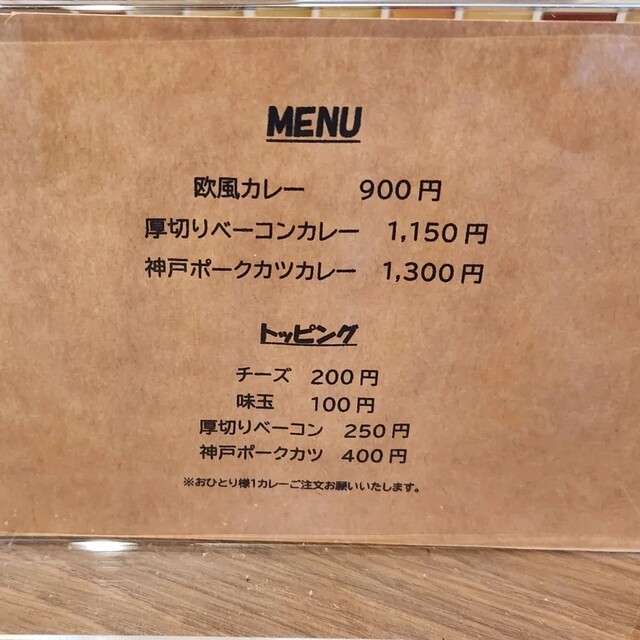 MENU
欧風カレー 900円
厚切りベーコンカレー 1,150円
神戸ポークカツカレー 1,300円
トッピング
チーズ 200円
味玉 100円
厚切りベーコン 250円
神戸ポークカツ 400円
※おひとり様1カレーご注文お願いいたします。